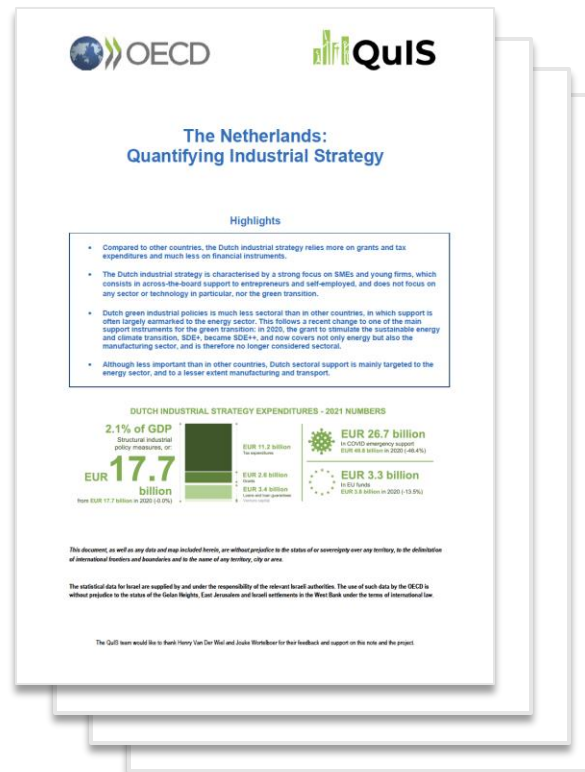 OECD
QuIS
The Netherlands:
Quantifying Industrial Strategy
Highlights
• Compared to other countries, the Dutch industrial strategy relies more on grants and tax
expenditures and much less on financial instruments.
• The Dutch industrial strategy is characterised by a strong focus on SMEs and young firms, which
consists in across-the-board support to entrepreneurs and self-employed, and does not focus on
any sector or technology in particular, nor the green transition.
• Dutch green industrial policies is much less sectoral than in other countries, in which support is
often largely earmarked to the energy sector. This follows a recent change to one of the main
support instruments for the green transition: in 2020, the grant to stimulate the sustainable energy
and climate transition, SDE+, became SDE++, and now covers not only energy but also the
manufacturing sector, and is therefore no longer considered sectoral.
• Although less important than in other countries, Dutch sectoral support is mainly targeted to the
energy sector, and to a lesser extent manufacturing and transport.
DUTCH INDUSTRIAL STRATEGY EXPENDITURES - 2021 NUMBERS
2.1% of GDP
Structural industrial
policy measures, or:
EUR 17.7
billion
from EUR 17.7 billion in 2020 (-0.0%)
EUR 11.2 billion
Tax expenditures
EUR 2.6 billion
Grants
EUR 3.4 billion
Loans and loan guarantees
Venture capital
EUR 26.7 billion
In COVID emergency support
EUR 49.8 billion in 2020 (-46.4%)
EUR 3.3 billion
In EU funds
EUR 3.8 billion in 2020 (-13.5%)
This document, as well as any data and map included herein, are without prejudice to the status of or sovereignty over any territory, to the delimitation
of international frontiers and boundaries and to the name of any territory, city or area.
The statistical data for Israel are supplied by and under the responsibility of the relevant Israeli authorities. The use of such data by the OECD is
without prejudice to the status of the Golan Heights, East Jerusalem and Israeli settlements in the West Bank under the terms of international law.
The QuIS team would like to thank Henry Van Der Wiel and Jouke Wortelboer for their feedback and support on this note and the project.